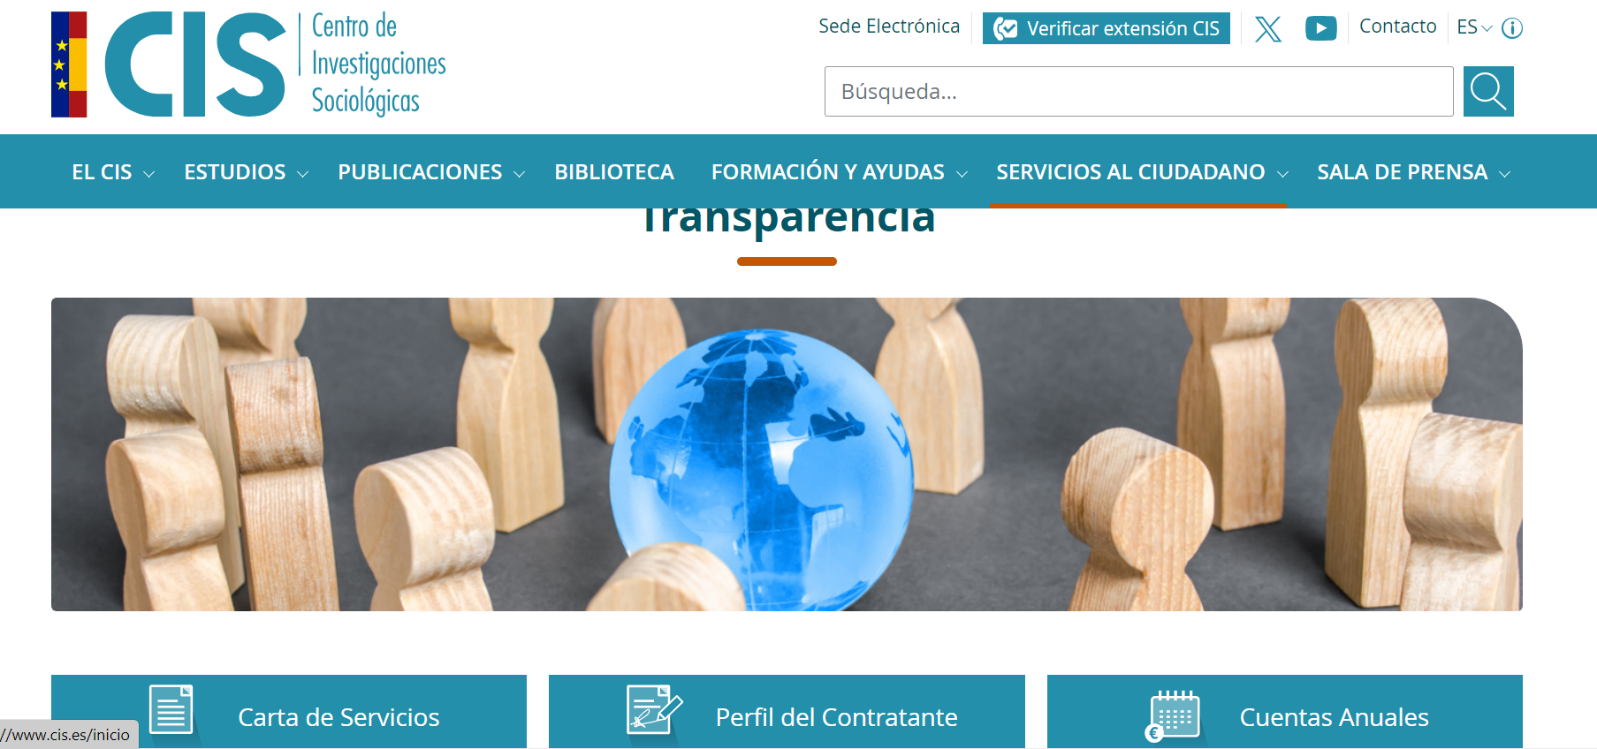 CIS
Centro de
Investigaciones
Sociológicas
Sede Electrónica
Verificar extensión CIS
Contacto
ES
Búsqueda...
EL CIS
ESTUDIOS
PUBLICACIONES
BIBLIOTECA
FORMACIÓN Y AYUDAS
SERVICIOS AL CIUDADANO
SALA DE PRENSA
Transparencia
Carta de Servicios
Perfil del Contratante
Cuentas Anuales
//www.cis.es/inicio